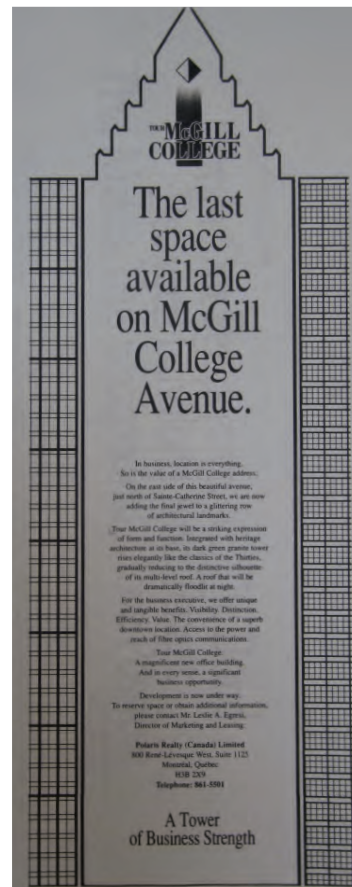 TOUR McGILL
COLLEGE
The last
space
available
on McGill
College
Avenue.
In business, location is everything.
So is the value of a McGill College address.
On the east side of this beautiful avenue,
just north of Sainte-Catherine Street, we are now
adding the final jewel to a glittering row
of architectural landmarks.
Tour McGill College will be a striking expression
of form and function. Integrated with heritage
architecture at its base, its dark green granite tower
rises elegantly like the classics of the Thirties,
gradually reducing to the distinctive silhouette
of its multi-level roof. A roof that will be
dramatically floodlit at night.
For the business executive, we offer unique
and tangible benefits. Visibility. Distinction.
Efficiency. Value. The convenience of a superb
downtown location. Access to the power and
reach of fibre optics communications.
Tour McGill College.
A magnificent new office building.
And in every sense, a significant
business opportunity.
Development is now under way.
To reserve space or obtain additional information,
please contact Mr. Leslie A. Egresi,
Director of Marketing and Leasing:
Polaris Realty (Canada) Limited
800 René-Lévesque West, Suite 1125
Montréal, Québec
H3B 2X9
Telephone: 861-5501
A Tower
of Business Strength